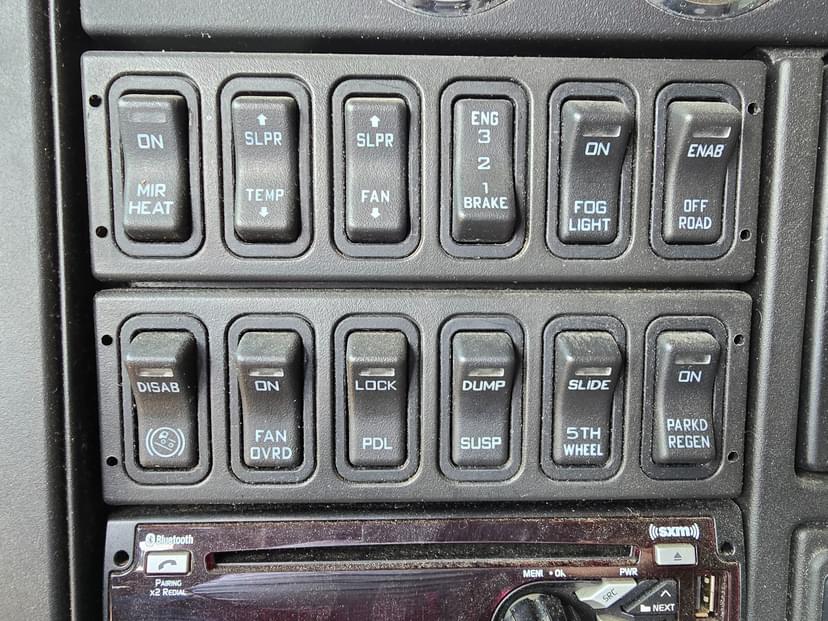 ON
MIR
HEAT
SLPR
TEMP
SLPR
FAN
ENG
3
2
1
BRAKE
ON
FOG
LIGHT
ENAB
OFF
ROAD
DISAB
ON
FAN
OVRD
LOCK
PDL
DUMP
SUSP
SLIDE
5TH
WHEEL
ON
PARKD
REGEN
Bluetooth
PAIRING
x2 REDIAL
sxm
MENU • OK
PWR
SRC
NEXT